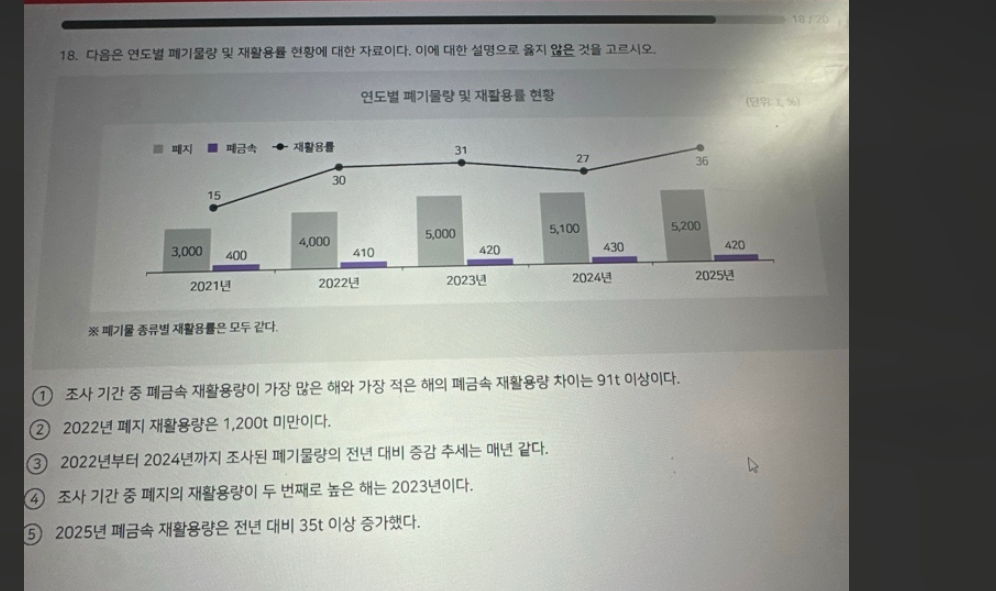 18 / 20
18. 다음은 연도별 폐기물량 및 재활용률 현황에 대한 자료이다. 이에 대한 설명으로 옳지 않은 것을 고르시오.
연도별 폐기물량 및 재활용률 현황
(단위: t, %)
폐지 폐금속 재활용률
15 30 31 27 36
3,000 400 4,000 410 5,000 420 5,100 430 5,200 420
2021년 2022년 2023년 2024년 2025년
※ 폐기물 종류별 재활용률은 모두 같다.
① 조사 기간 중 폐금속 재활용량이 가장 많은 해와 가장 적은 해의 폐금속 재활용량 차이는 91t 이상이다.
② 2022년 폐지 재활용량은 1,200t 미만이다.
③ 2022년부터 2024년까지 조사된 폐기물량의 전년 대비 증감 추세는 매년 같다.
④ 조사 기간 중 폐지의 재활용량이 두 번째로 높은 해는 2023년이다.
⑤ 2025년 폐금속 재활용량은 전년 대비 35t 이상 증가했다.